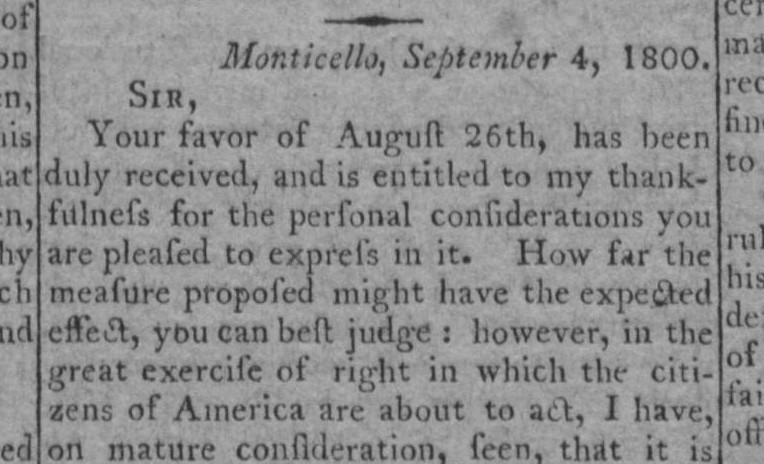 Monticello, September 4, 1800.
SIR,
Your favor of Auguſt 26th, has been
duly received, and is entitled to my thank-
fulneſs for the perſonal conſiderations you
are pleaſed to expreſs in it. How far the
meaſure propoſed might have the expected
effect, you can beſt judge: however, in the
great exerciſe of right in which the citi-
zens of America are about to act, I have,
on mature conſideration, ſeen, that it is